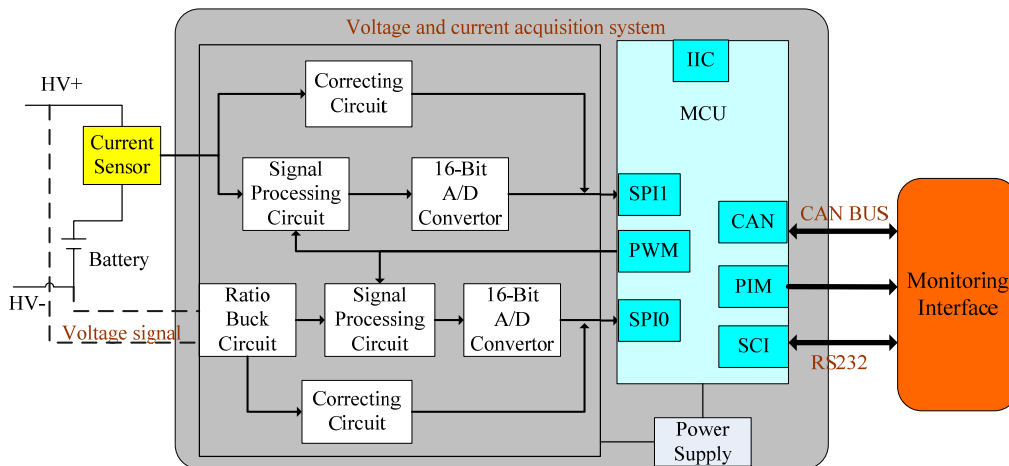 Voltage and current acquisition system
HV+
Current
Sensor
Battery
HV-
Voltage signal
Correcting
Circuit
Signal
Processing
Circuit
16-Bit
A/D
Convertor
Ratio
Buck
Circuit
Signal
Processing
Circuit
16-Bit
A/D
Convertor
Correcting
Circuit
IIC
MCU
SPI1
PWM
SPI0
CAN
PIM
SCI
Power
Supply
CAN BUS
RS232
Monitoring
Interface